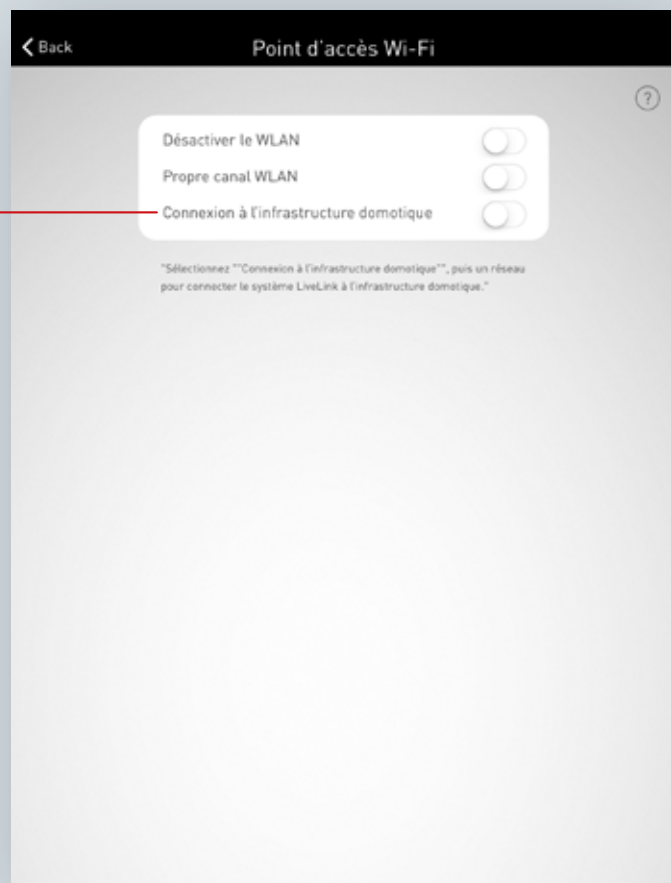 Back
Point d'accès Wi-Fi
?
Désactiver le WLAN
Propre canal WLAN
Connexion à l'infrastructure domotique
"Sélectionnez ""Connexion à l'infrastructure domotique"", puis un réseau
pour connecter le système LiveLink à l'infrastructure domotique."